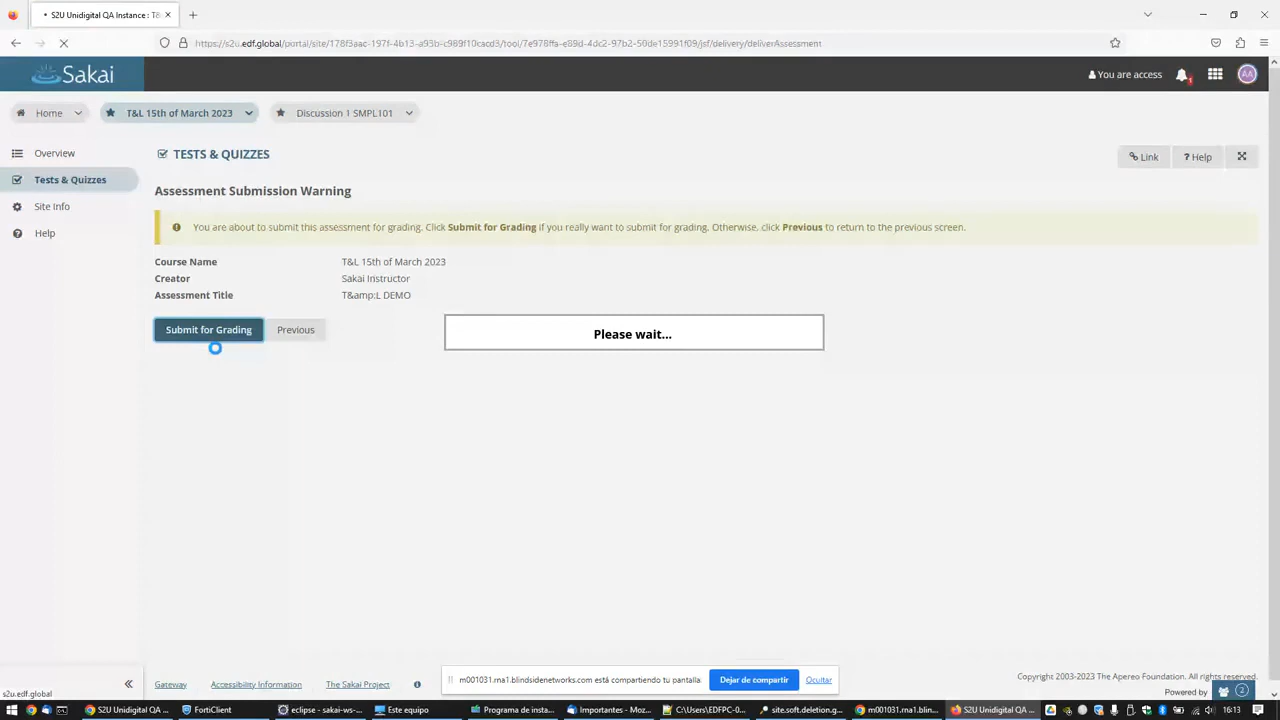 S2U Unidigital QA Instance : T&
https://s2u.edf.global/portal/site/178f3aac-197f-4b13-a93b-c989f10cacd3/tool/7e978ffa-e09d-4dc2-97b2-50de15991f09/jsf/delivery/deliverAssessment
Sakai
You are access
1
AA
Home
T&L 15th of March 2023
Discussion 1 SMPL101
Overview
TESTS & QUIZZES
Link
? Help
Tests & Quizzes
Assessment Submission Warning
Site Info
You are about to submit this assessment for grading. Click Submit for Grading if you really want to submit for grading. Otherwise, click Previous to return to the previous screen.
Help
Course Name T&L 15th of March 2023
Creator Sakai Instructor
Assessment Title T&amp;L DEMO
Submit for Grading
Previous
Please wait...
Gateway
Accessibility Information
The Sakai Project
m001031.rna1.blindsidenetworks.com está compartiendo tu pantalla.
Dejar de compartir
Ocultar
Copyright 2003-2023 The Apereo Foundation. All rights reserved.
Powered by
2
s2u.edf.global
S2U Unidigital QA ...
FortiClient
eclipse - sakai-ws-...
Este equipo
Programa de insta...
Importantes - Moz...
C:\Users\EDFPC-0...
site.soft.deletion.g...
m001031.rna1.blin...
S2U Unidigital QA ...
16:13